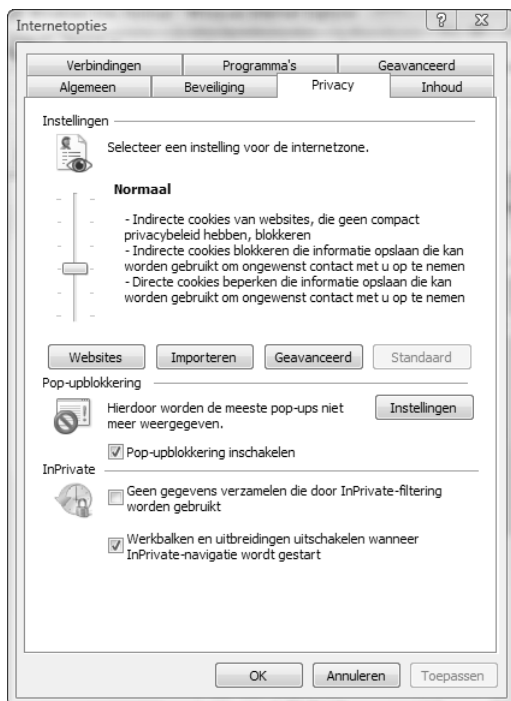 Internetopties
Verbindingen
Programma's
Geavanceerd
Algemeen
Beveiliging
Privacy
Inhoud
Instellingen
Selecteer een instelling voor de internetzone.
Normaal
- Indirecte cookies van websites, die geen compact
privacybeleid hebben, blokkeren
- Indirecte cookies blokkeren die informatie opslaan die kan
worden gebruikt om ongewenst contact met u op te nemen
- Directe cookies beperken die informatie opslaan die kan
worden gebruikt om ongewenst contact met u op te nemen
Websites
Importeren
Geavanceerd
Standaard
Pop-upblokkering
Hierdoor worden de meeste pop-ups niet
meer weergegeven.
Instellingen
Pop-upblokkering inschakelen
InPrivate
Geen gegevens verzamelen die door InPrivate-filtering
worden gebruikt
Werkbalken en uitbreidingen uitschakelen wanneer
InPrivate-navigatie wordt gestart
OK
Annuleren
Toepassen